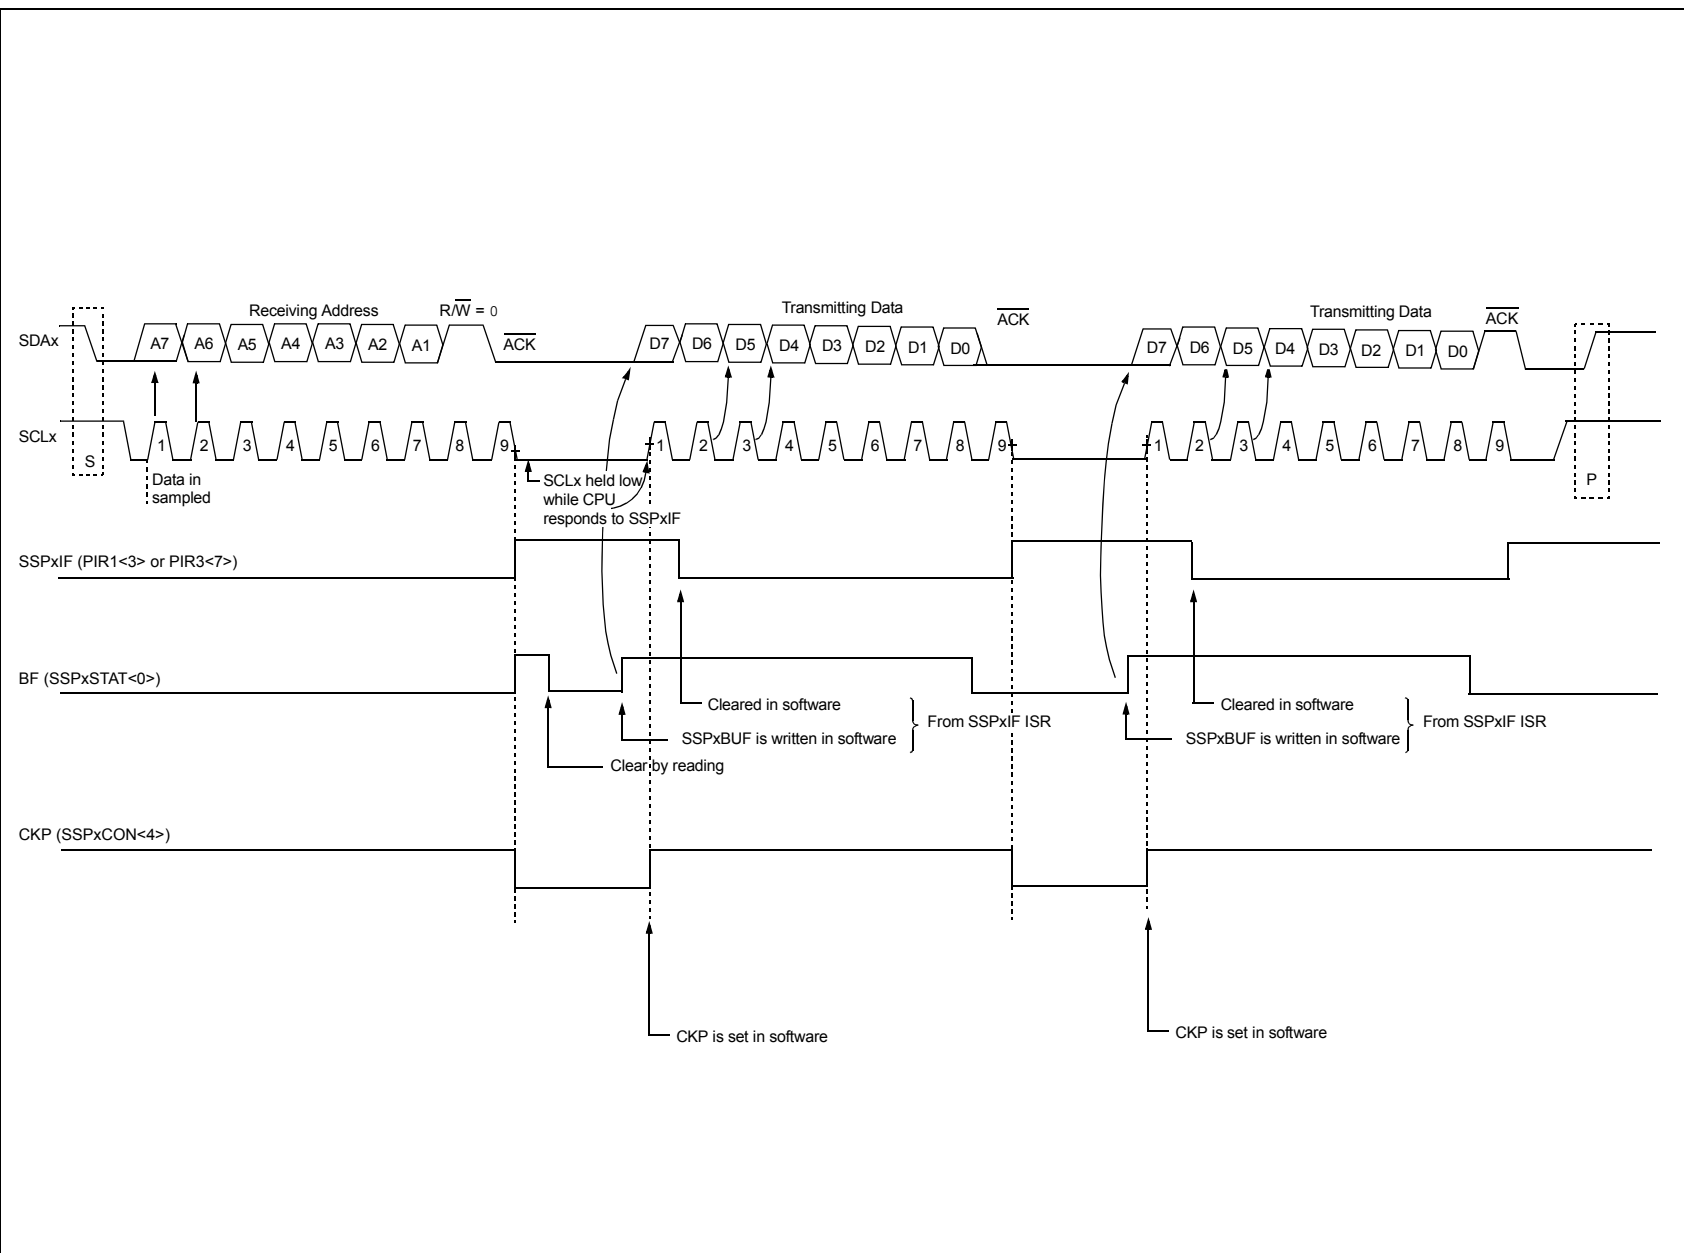 Receiving Address R/W = 0 Transmitting Data ACK Transmitting Data ACK
SDAx A7 A6 A5 A4 A3 A2 A1 ACK D7 D6 D5 D4 D3 D2 D1 D0 D7 D6 D5 D4 D3 D2 D1 D0
SCLx 1 2 3 4 5 6 7 8 9 1 2 3 4 5 6 7 8 9 1 2 3 4 5 6 7 8 9
S
P
Data in
sampled
SCLx held low
while CPU
responds to SSPxIF
SSPxIF (PIR1<3> or PIR3<7>)
BF (SSPxSTAT<0>)
Cleared in software
SSPxBUF is written in software
From SSPxIF ISR
Clear by reading
Cleared in software
SSPxBUF is written in software
From SSPxIF ISR
CKP (SSPxCON<4>)
CKP is set in software
CKP is set in software